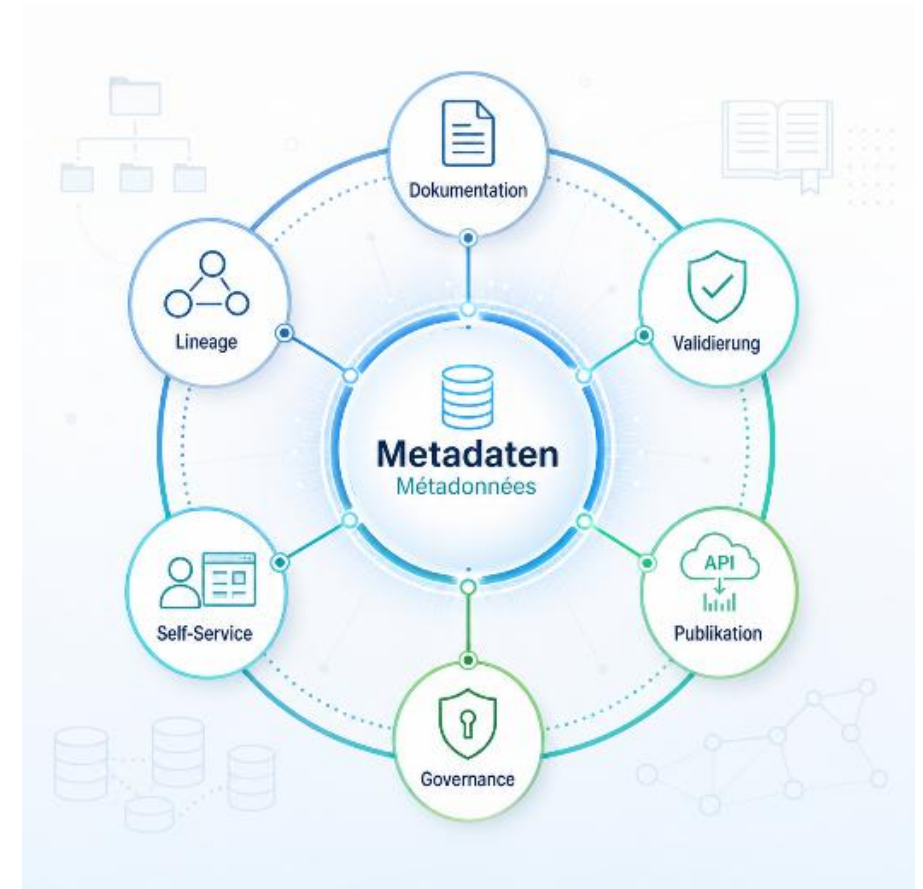 Dokumentation
Lineage
Validierung
Metadaten
Métadonnées
API
Self-Service
Publikation
Governance